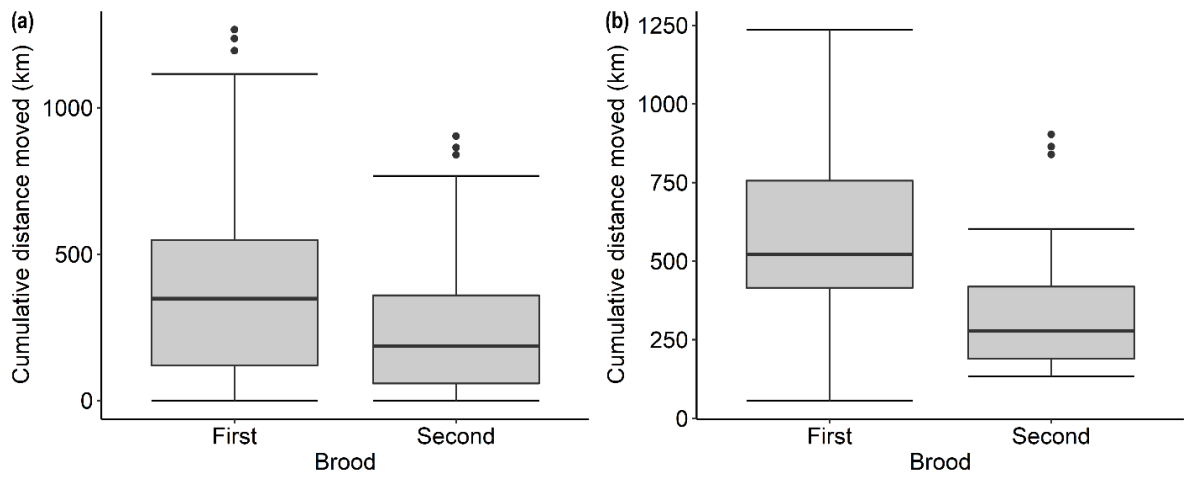 (a)
Cumulative distance moved (km)
1000
500
0
First
Second
Brood
(b)
Cumulative distance moved (km)
1250
1000
750
500
250
0
First
Second
Brood